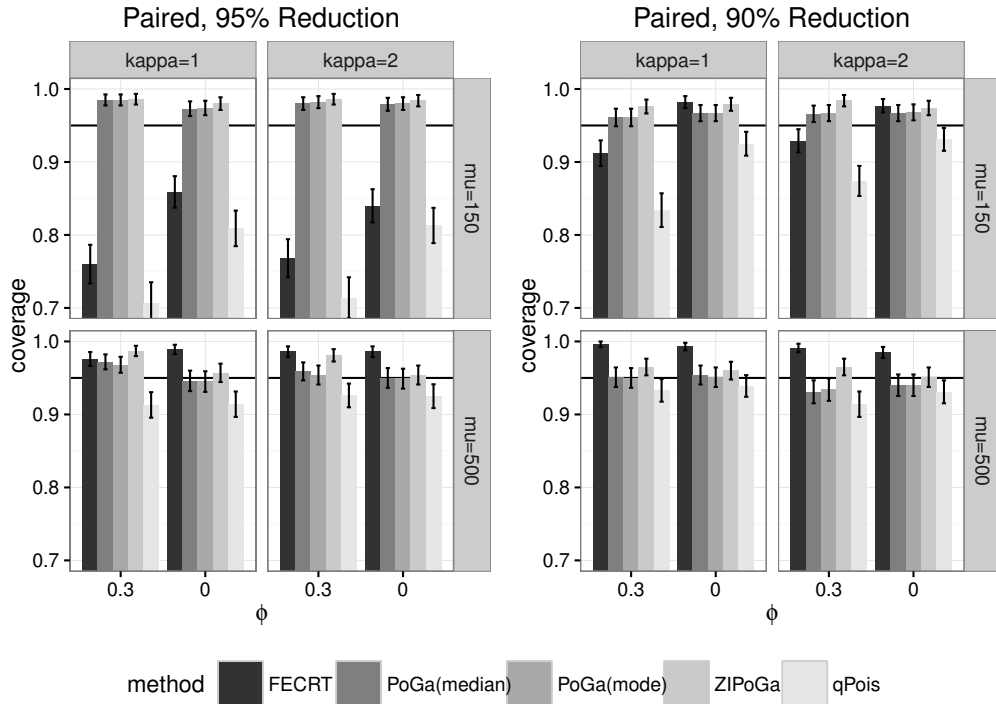 Paired, 95% Reduction
kappa=1
kappa=2
1.0
0.9
0.8
0.7
mu=150
1.0
0.9
0.8
0.7
mu=500
coverage
0.3
0
0.3
0
ϕ
Paired, 90% Reduction
kappa=1
kappa=2
1.0
0.9
0.8
0.7
mu=150
1.0
0.9
0.8
0.7
mu=500
coverage
0.3
0
0.3
0
ϕ
method FECRT PoGa(median) PoGa(mode) ZIPoGa qPois